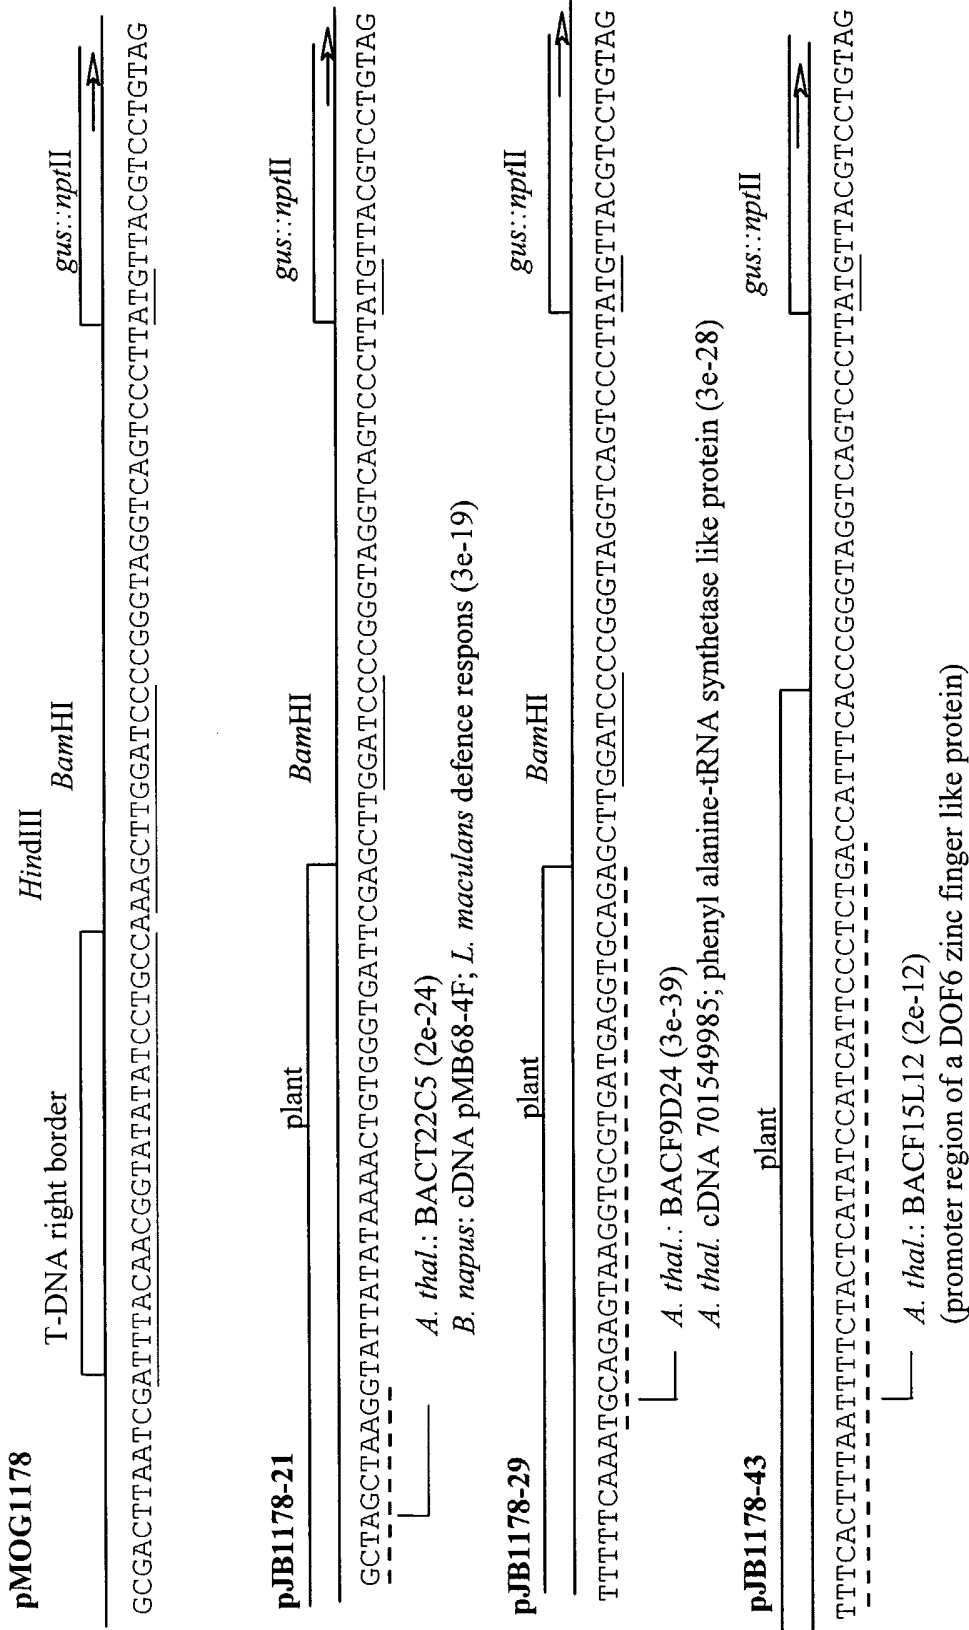 pMOG1178
T-DNA right border
HindIII
BamHI
gus::nptII
GCGACTTAATCGATTTACAACGGTATATATCCTGCCAAAGCTTGGATCCCCGGGTAGGTCAGTCCCTTATGTTACGTCCTGTAG
pJB1178-21
plant
BamHI
gus::nptII
GCTAGCTAAGGTATTATATAAAACTGTGGGTGATTCGAGCTTGGATCCCCGGGTAGGTCAGTCCCTTATGTTACGTCCTGTAG
A. thal.: BACT22C5 (2e-24)
B. napus: cDNA pMB68-4F; L. maculans defence respons (3e-19)
pJB1178-29
plant
BamHI
gus::nptII
TTTTTCAAATGCAGAGTAAGGTGCGTGATGAGGTGCAGAGCTTGGATCCCCGGGTAGGTCAGTCCCTTATGTTACGTCCTGTAG
A. thal.: BACF9D24 (3e-39)
A. thal. cDNA 701549985; phenyl alanine-tRNA synthetase like protein (3e-28)
pJB1178-43
plant
gus::nptII
TTTCACTTTAATTTTCTACTCATATCCATCATTCCCTCTGACCATTTCACCCGGGTAGGTCAGTCCCTTATGTTACGTCCTGTAG
A. thal.: BACF15L12 (2e-12)
(promoter region of a DOF6 zinc finger like protein)